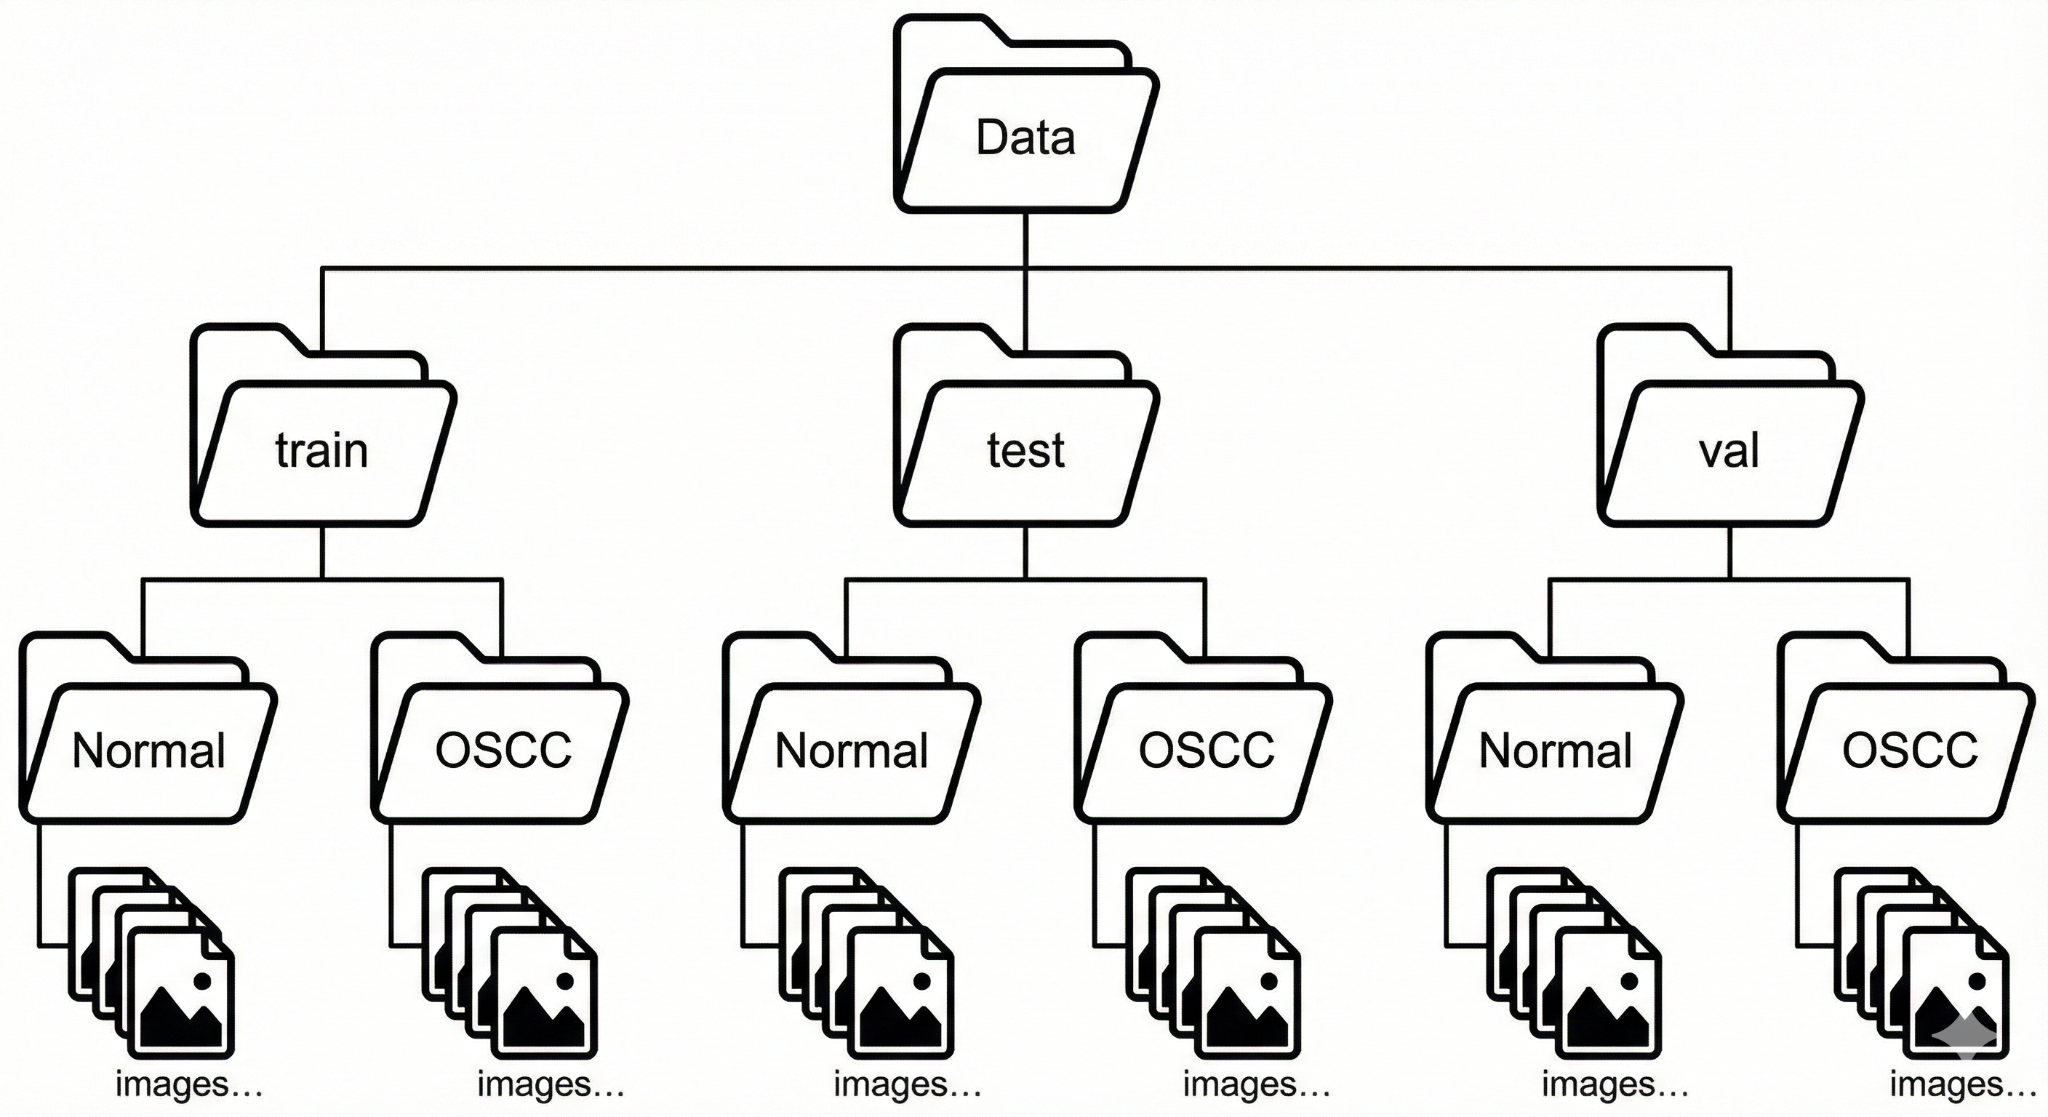 Data
train
test
val
Normal
OSCC
Normal
OSCC
Normal
OSCC
images...
images...
images...
images...
images...
images...